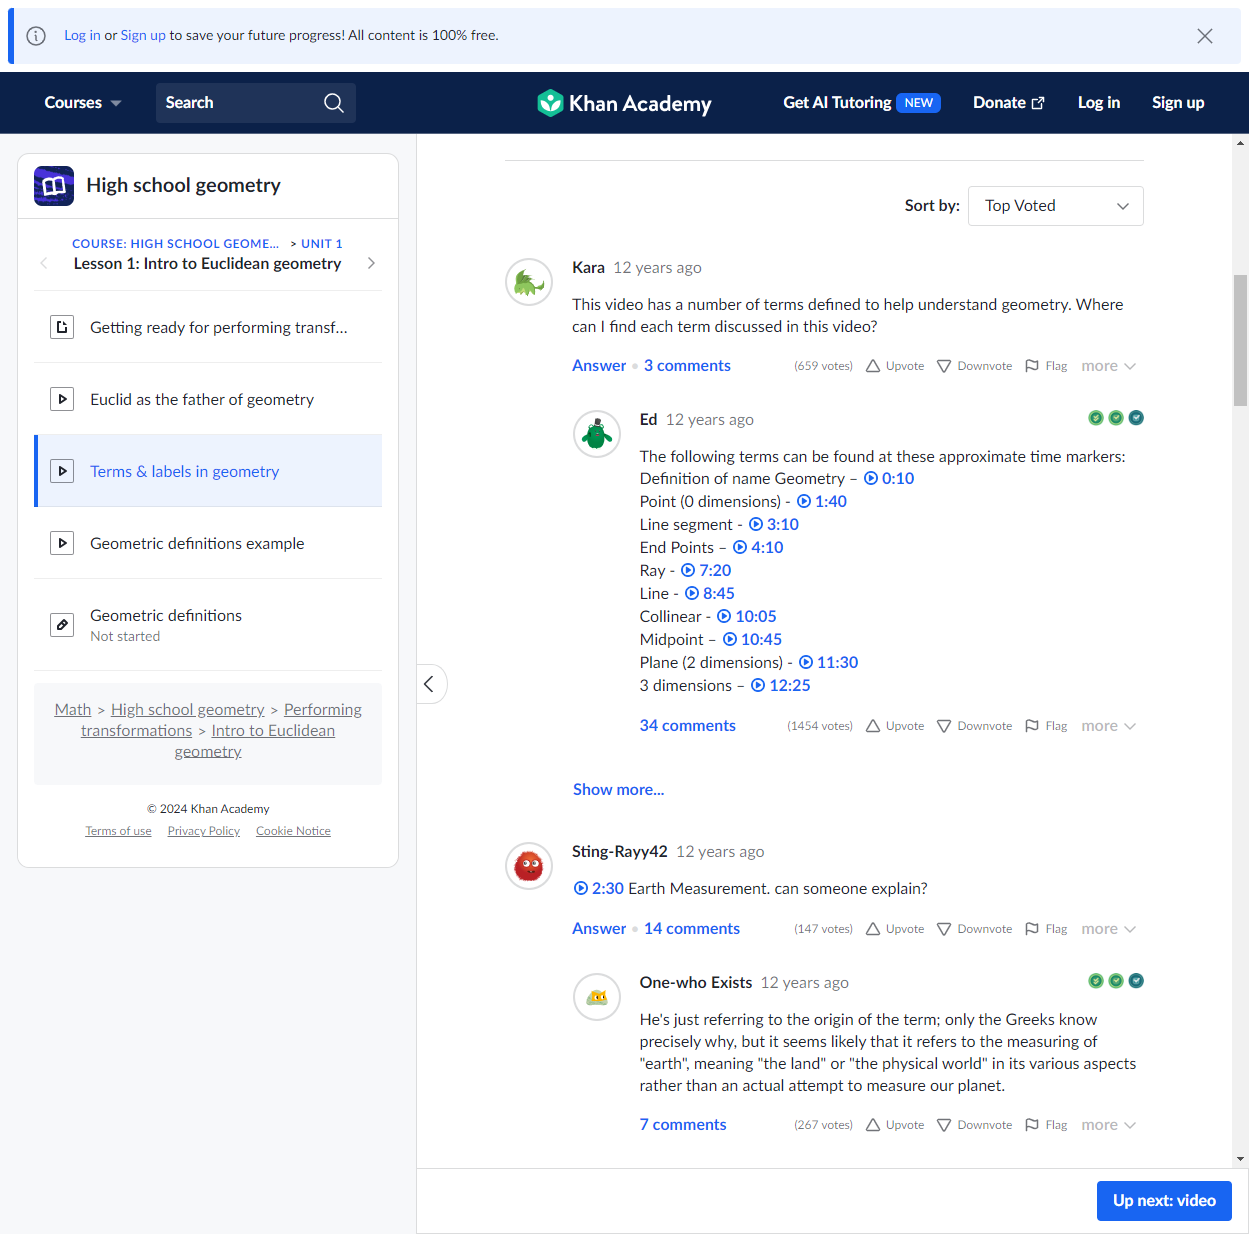 Log in or Sign up to save your future progress! All content is 100% free.
Courses
Search
Khan Academy
Get AI Tutoring NEW
Donate
Log in
Sign up
High school geometry
COURSE: HIGH SCHOOL GEOME... > UNIT 1
Lesson 1: Intro to Euclidean geometry
Getting ready for performing transf...
Euclid as the father of geometry
Terms & labels in geometry
Geometric definitions example
Geometric definitions
Not started
Math > High school geometry > Performing
transformations > Intro to Euclidean
geometry
© 2024 Khan Academy
Terms of use Privacy Policy Cookie Notice
Sort by: Top Voted
Kara 12 years ago
This video has a number of terms defined to help understand geometry. Where
can I find each term discussed in this video?
Answer • 3 comments (659 votes) Upvote Downvote Flag more
Ed 12 years ago
The following terms can be found at these approximate time markers:
Definition of name Geometry – 0:10
Point (0 dimensions) - 1:40
Line segment - 3:10
End Points – 4:10
Ray - 7:20
Line - 8:45
Collinear - 10:05
Midpoint – 10:45
Plane (2 dimensions) - 11:30
3 dimensions – 12:25
34 comments (1454 votes) Upvote Downvote Flag more
Show more...
Sting-Rayy42 12 years ago
2:30 Earth Measurement. can someone explain?
Answer • 14 comments (147 votes) Upvote Downvote Flag more
One-who Exists 12 years ago
He's just referring to the origin of the term; only the Greeks know
precisely why, but it seems likely that it refers to the measuring of
"earth", meaning "the land" or "the physical world" in its various aspects
rather than an actual attempt to measure our planet.
7 comments (267 votes) Upvote Downvote Flag more
Up next: video